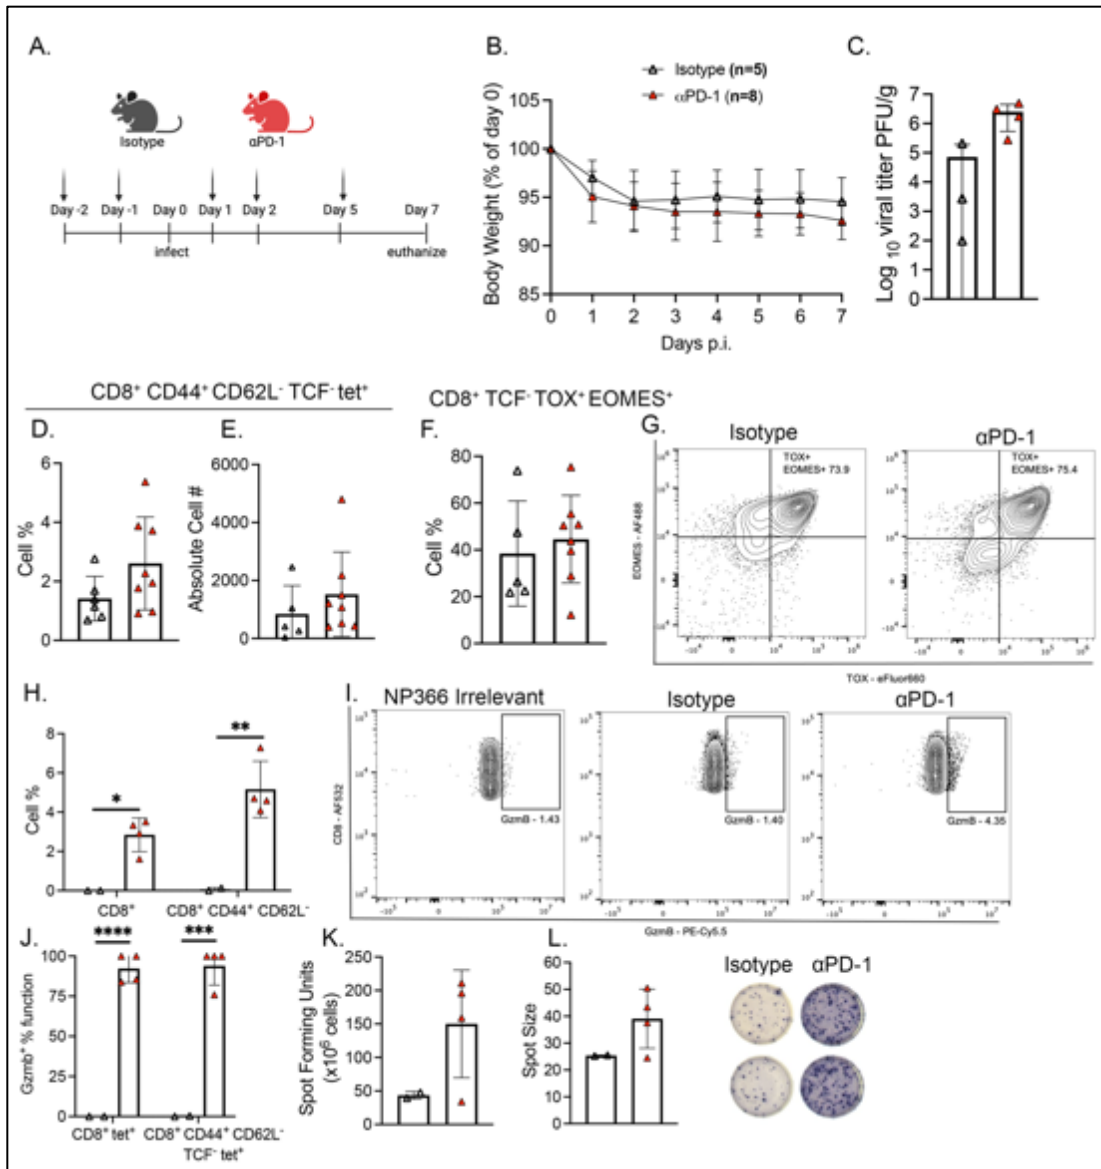 A.
Isotype
αPD-1
Day -2
Day -1
Day 0
Day 1
Day 2
Day 5
Day 7
infect
euthanize
B.
Isotype (n=5)
αPD-1 (n=8)
Body Weight (% of day 0)
105
100
95
90
85
0 1 2 3 4 5 6 7
Days p.i.
C.
Log 10 viral titer PFU/g
7
6
5
4
3
2
1
0
CD8+ CD44+ CD62L- TCF- tet+
D.
Cell %
6
4
2
0
E.
Absolute Cell #
6000
4000
2000
0
CD8+ TCF- TOX+ EOMES+
F.
Cell %
80
60
40
20
0
G.
Isotype
αPD-1
TOX+
EOMES+ 73.9
TOX+
EOMES+ 75.4
EOMES - AF488
TOX - eFluor660
H.
Cell %
8
6
4
2
0
*
**
CD8+
CD8+ CD44+ CD62L-
I.
NP366 Irrelevant
Isotype
αPD-1
CD8 - AF532
GzmB - 1.43
GzmB - 1.40
GzmB - 4.35
GzmB - PE-Cy5.5
J.
Gzmb+ % function
100
75
50
25
0
****
***
CD8+ tet+
CD8+ CD44+ CD62L-
TCF- tet+
K.
Spot Forming Units
(x10⁶ cells)
250
200
150
100
50
0
L.
Spot Size
60
50
40
30
20
10
0
Isotype
αPD-1